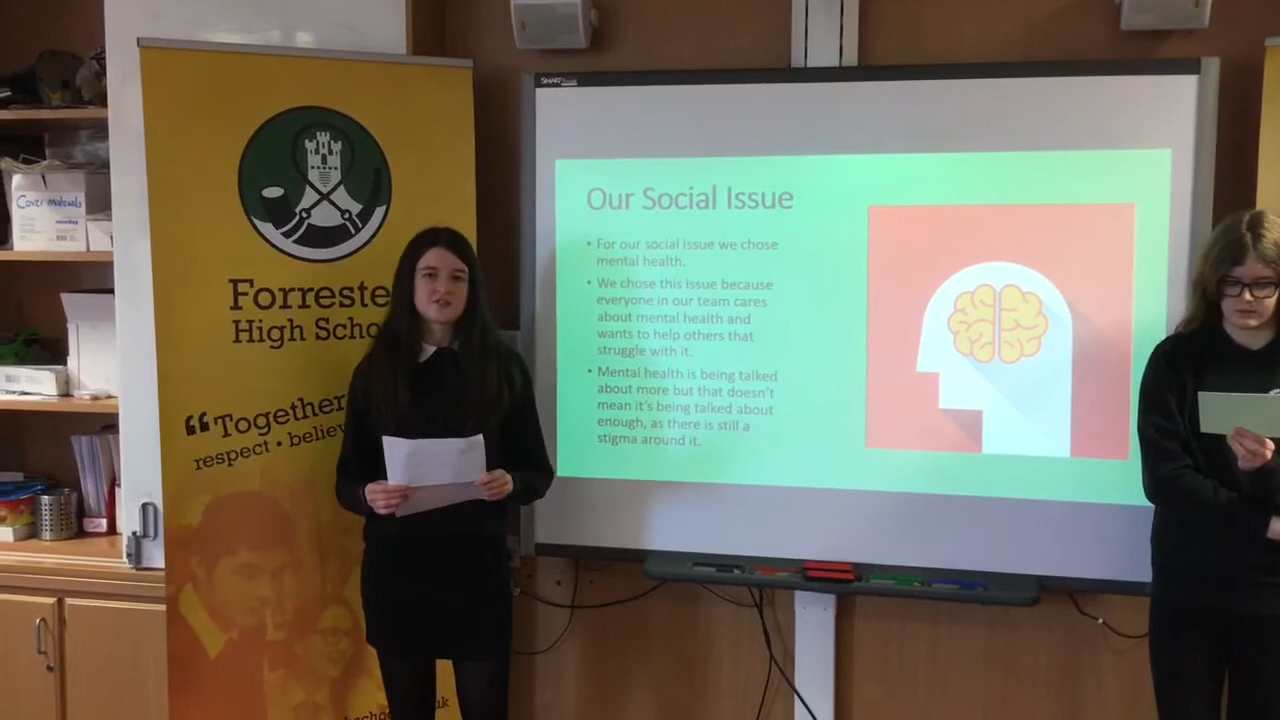 SMART
Cover materials
Forreste
High Scho
“Together
respect • believ
Our Social Issue
• For our social issue we chose
mental health.
• We chose this issue because
everyone in our team cares
about mental health and
wants to help others that
struggle with it.
• Mental health is being talked
about more but that doesn't
mean it's being talked about
enough, as there is still a
stigma around it.